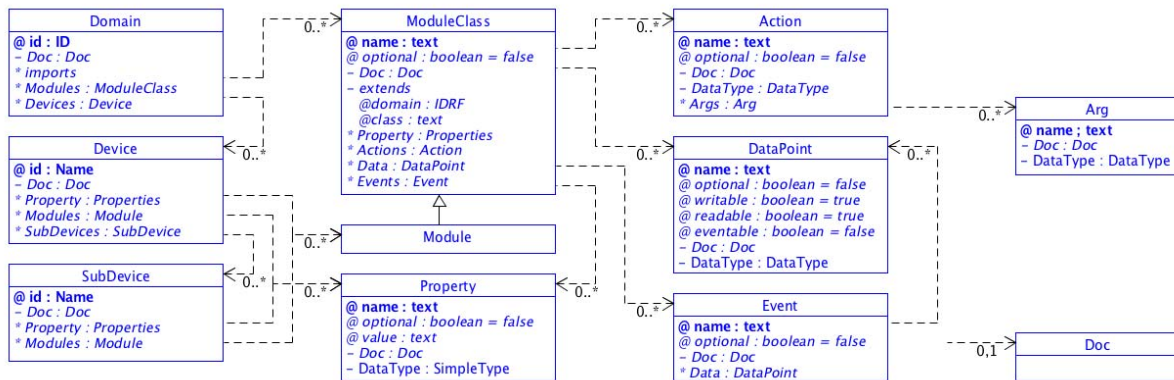 Domain
@ id : ID
- Doc : Doc
* imports
* Modules : ModuleClass
* Devices : Device
0..*
0..*
Device
@ id : Name
- Doc : Doc
* Property : Properties
* Modules : Module
* SubDevices : SubDevice
0..*
SubDevice
@ id : Name
- Doc : Doc
* Property : Properties
* Modules : Module
ModuleClass
@ name : text
@ optional : boolean = false
- Doc : Doc
- extends
@domain : IDRF
@class : text
* Property : Properties
* Actions : Action
* Data : DataPoint
* Events : Event
0..*
Module
0..*
Property
@ name : text
@ optional : boolean = false
@ value : text
- Doc : Doc
- DataType : SimpleType
0..*
0..*
Action
@ name : text
@ optional : boolean = false
- Doc : Doc
- DataType : DataType
* Args : Arg
0..*
0..*
DataPoint
@ name : text
@ optional : boolean = false
@ writable : boolean = true
@ readable : boolean = true
@ eventable : boolean = false
- Doc : Doc
- DataType : DataType
0..*
0..*
Event
@ name : text
@ optional : boolean = false
- Doc : Doc
* Data : DataPoint
Arg
@ name ; text
- Doc : Doc
- DataType : DataType
0,1
Doc